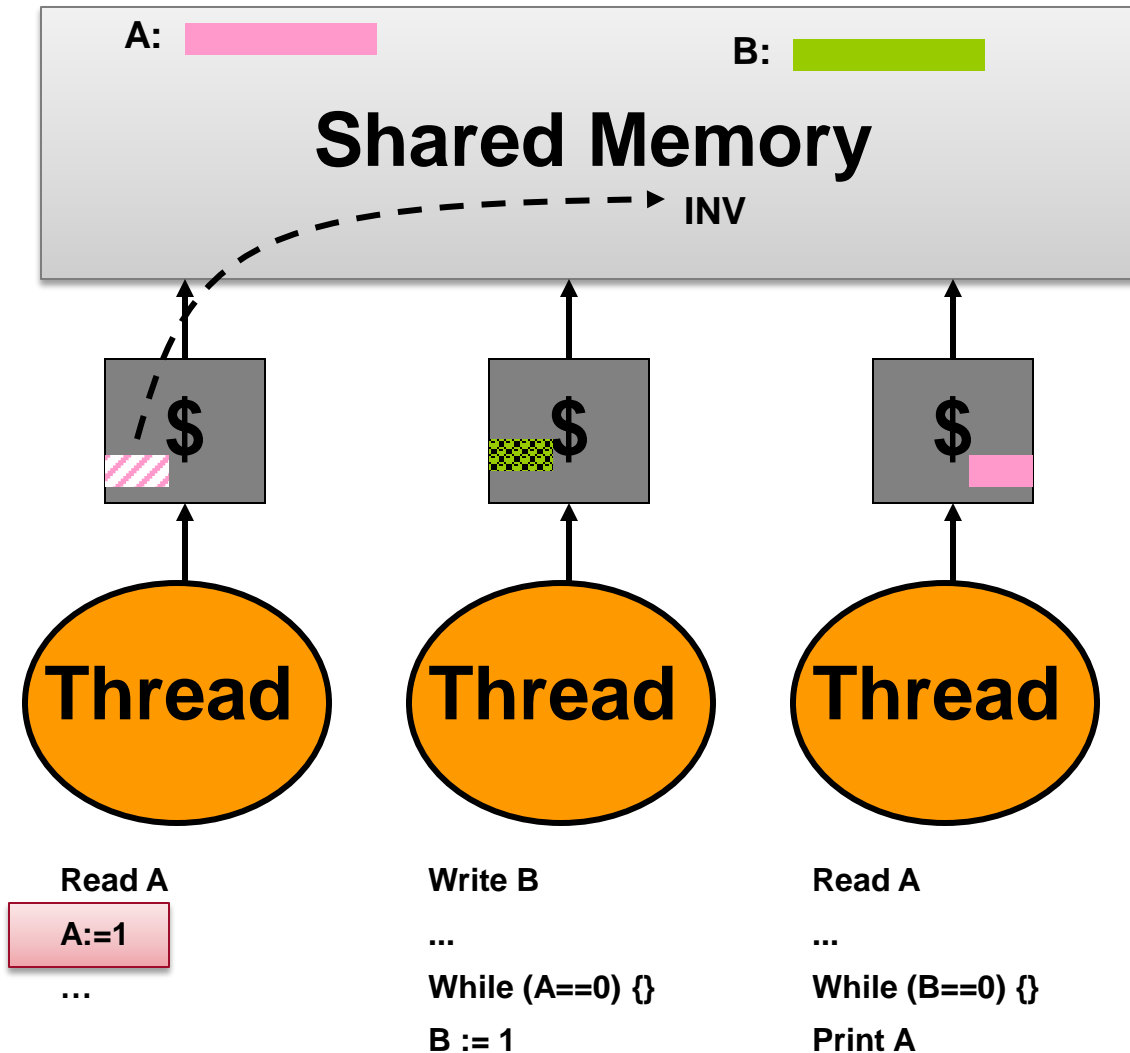 A:
B:
Shared Memory
INV
$ $ $
Thread Thread Thread
Read A
A:=1
…
Write B
...
While (A==0) {}
B := 1
Read A
...
While (B==0) {}
Print A